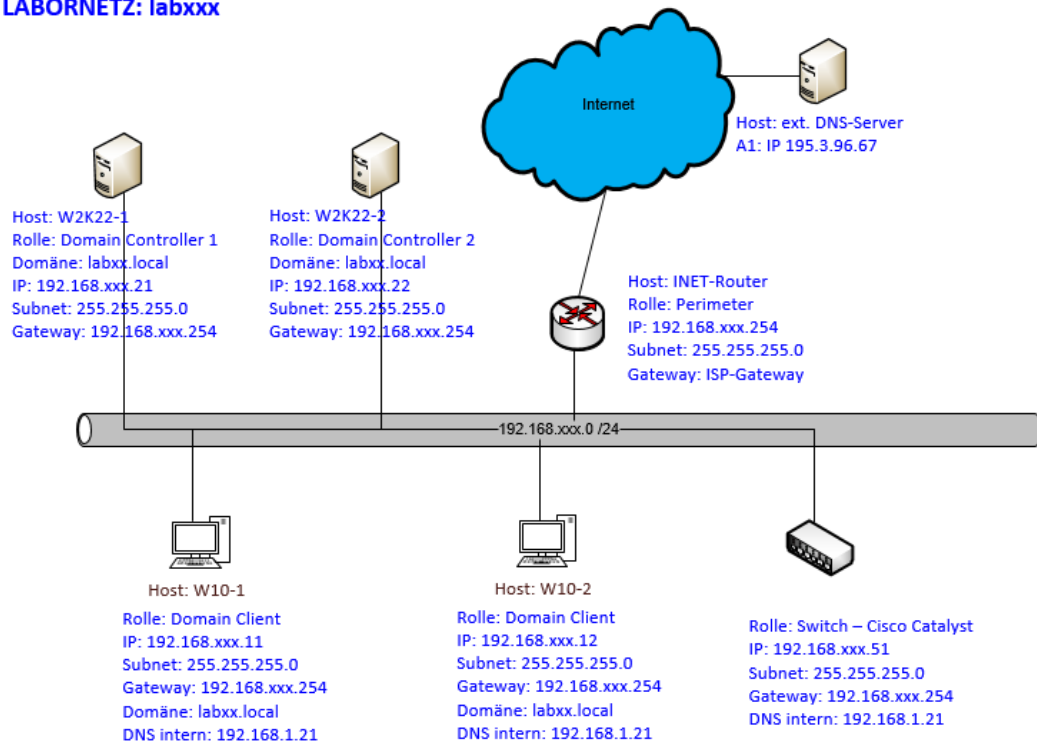 LABORNETZ: labxxx
Internet
Host: ext. DNS-Server
A1: IP 195.3.96.67
Host: W2K22-1
Rolle: Domain Controller 1
Domäne: labxx.local
IP: 192.168.xxx.21
Subnet: 255.255.255.0
Gateway: 192.168.xxx.254
Host: W2K22-2
Rolle: Domain Controller 2
Domäne: labxx.local
IP: 192.168.xxx.22
Subnet: 255.255.255.0
Gateway: 192.168.xxx.254
Host: INET-Router
Rolle: Perimeter
IP: 192.168.xxx.254
Subnet: 255.255.255.0
Gateway: ISP-Gateway
192.168.xxx.0 /24
Host: W10-1
Rolle: Domain Client
IP: 192.168.xxx.11
Subnet: 255.255.255.0
Gateway: 192.168.xxx.254
Domäne: labxx.local
DNS intern: 192.168.1.21
Host: W10-2
Rolle: Domain Client
IP: 192.168.xxx.12
Subnet: 255.255.255.0
Gateway: 192.168.xxx.254
Domäne: labxx.local
DNS intern: 192.168.1.21
Rolle: Switch – Cisco Catalyst
IP: 192.168.xxx.51
Subnet: 255.255.255.0
Gateway: 192.168.xxx.254
DNS intern: 192.168.1.21